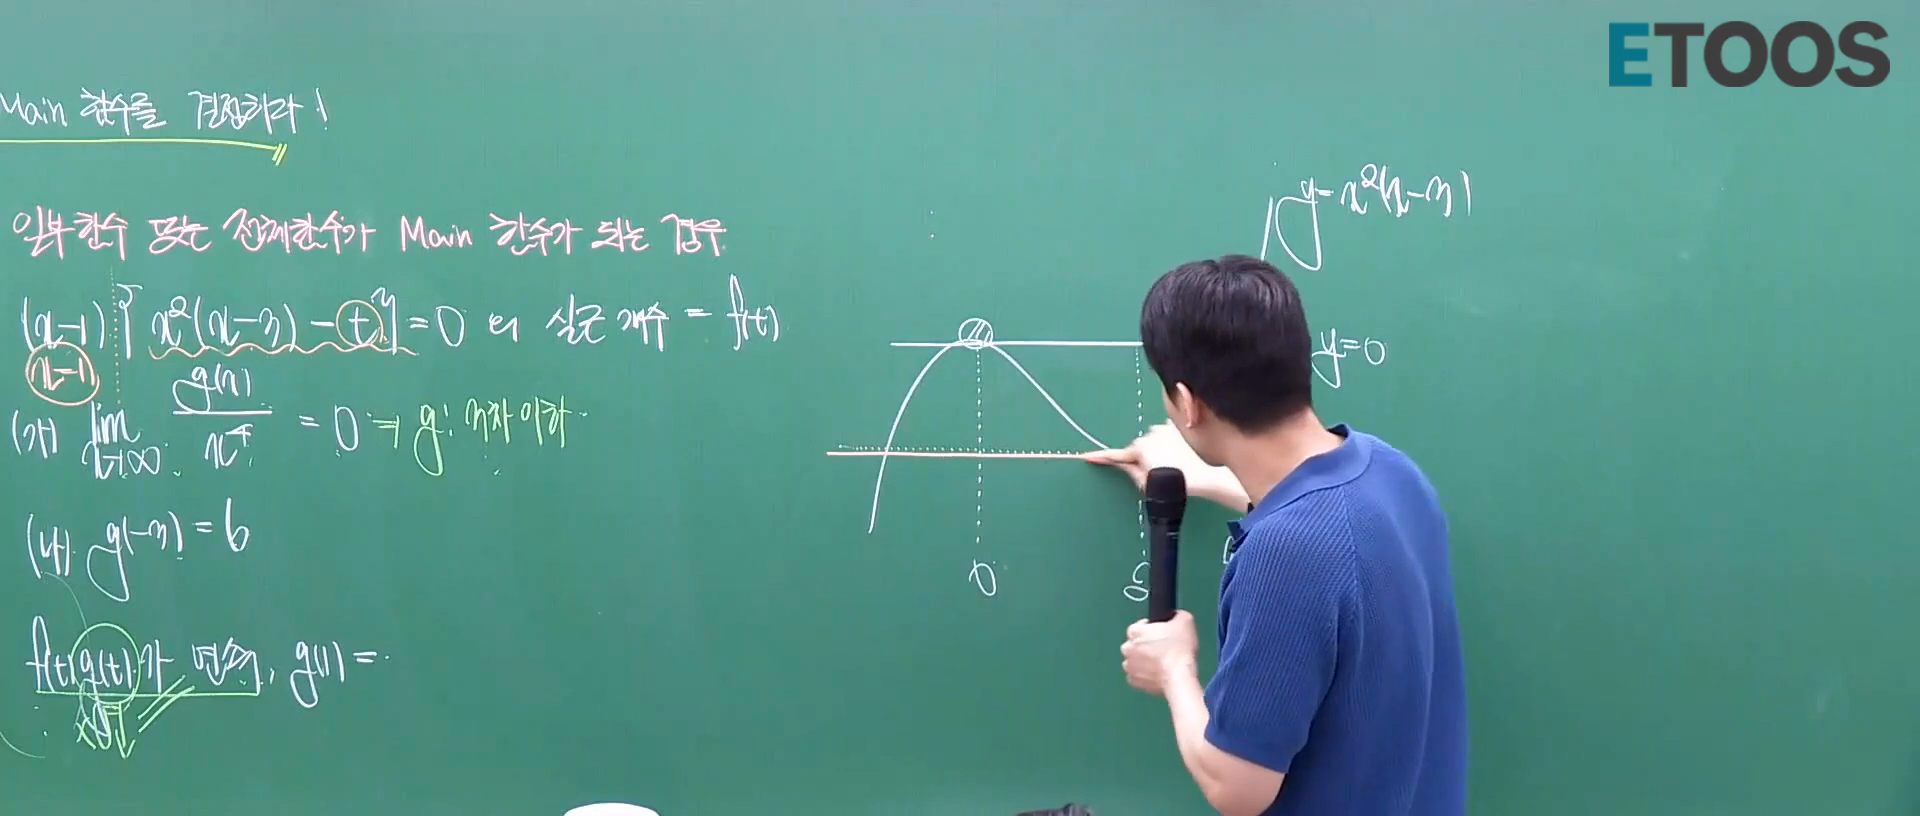 ETOOS
Main 함수를 결정하라!
일부함수 또는 전체함수가 Main 함수가 되는 경우
(x-1){x²(x-3)-t}=0 의 실근 개수 = f(t)
x=1
(가) lim x→∞ g(x)/x⁴ = 0 → g: 3차 이하
(나) g(-3)=6
f(t)g(t)가 연속, g(1)=
y=x²(x-3)
y=0
0